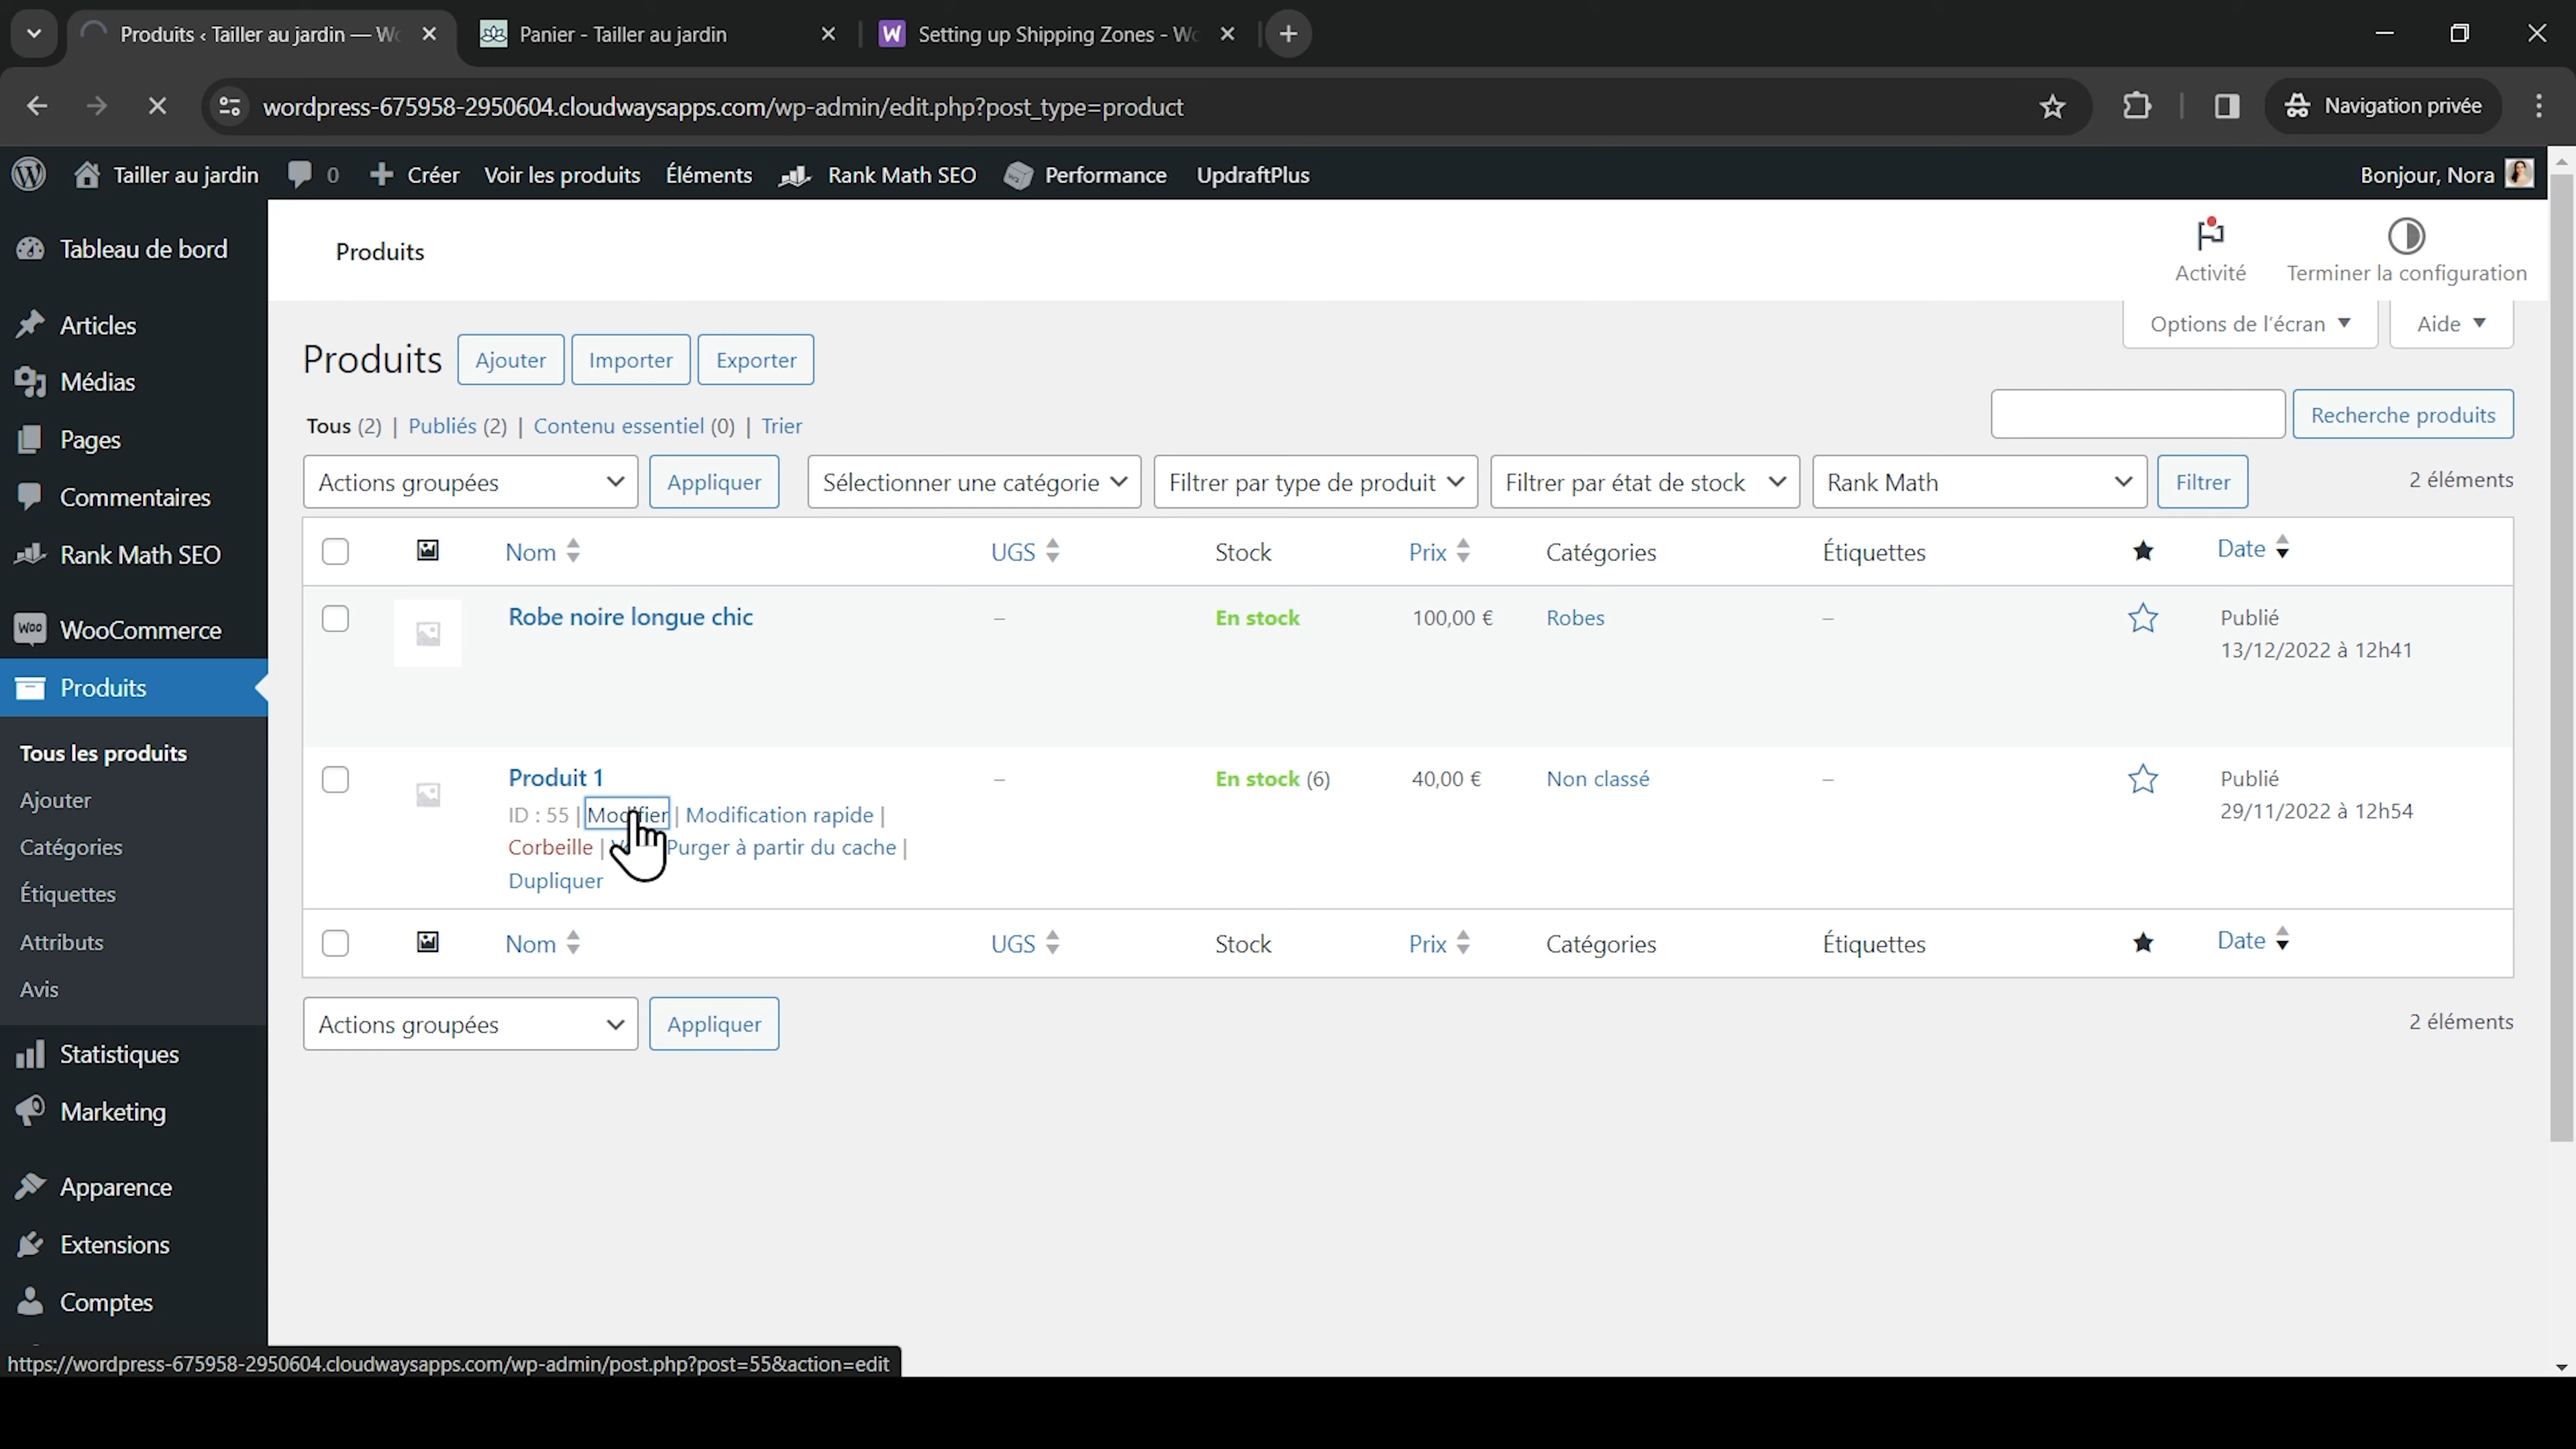 Produits ‹ Tailler au jardin — Wo
Panier - Tailler au jardin
Setting up Shipping Zones - Wo
wordpress-675958-2950604.cloudwaysapps.com/wp-admin/edit.php?post_type=product
Navigation privée
Tailler au jardin
0
Créer
Voir les produits
Éléments
Rank Math SEO
Performance
UpdraftPlus
Bonjour, Nora
Tableau de bord
Articles
Médias
Pages
Commentaires
Rank Math SEO
WooCommerce
Produits
Tous les produits
Ajouter
Catégories
Étiquettes
Attributs
Avis
Statistiques
Marketing
Apparence
Extensions
Comptes
Produits
Activité
Terminer la configuration
Options de l'écran
Aide
Produits Ajouter Importer Exporter
Tous (2) | Publiés (2) | Contenu essentiel (0) | Trier
Recherche produits
Actions groupées Appliquer Sélectionner une catégorie Filtrer par type de produit Filtrer par état de stock Rank Math Filtrer 2 éléments
Nom UGS Stock Prix Catégories Étiquettes Date
Robe noire longue chic – En stock 100,00 € Robes – Publié
13/12/2022 à 12h41
Produit 1 – En stock (6) 40,00 € Non classé – Publié
29/11/2022 à 12h54
ID : 55 | Modifier | Modification rapide |
Corbeille | Purger à partir du cache |
Dupliquer
Nom UGS Stock Prix Catégories Étiquettes Date
Actions groupées Appliquer 2 éléments
https://wordpress-675958-2950604.cloudwaysapps.com/wp-admin/post.php?post=55&action=edit